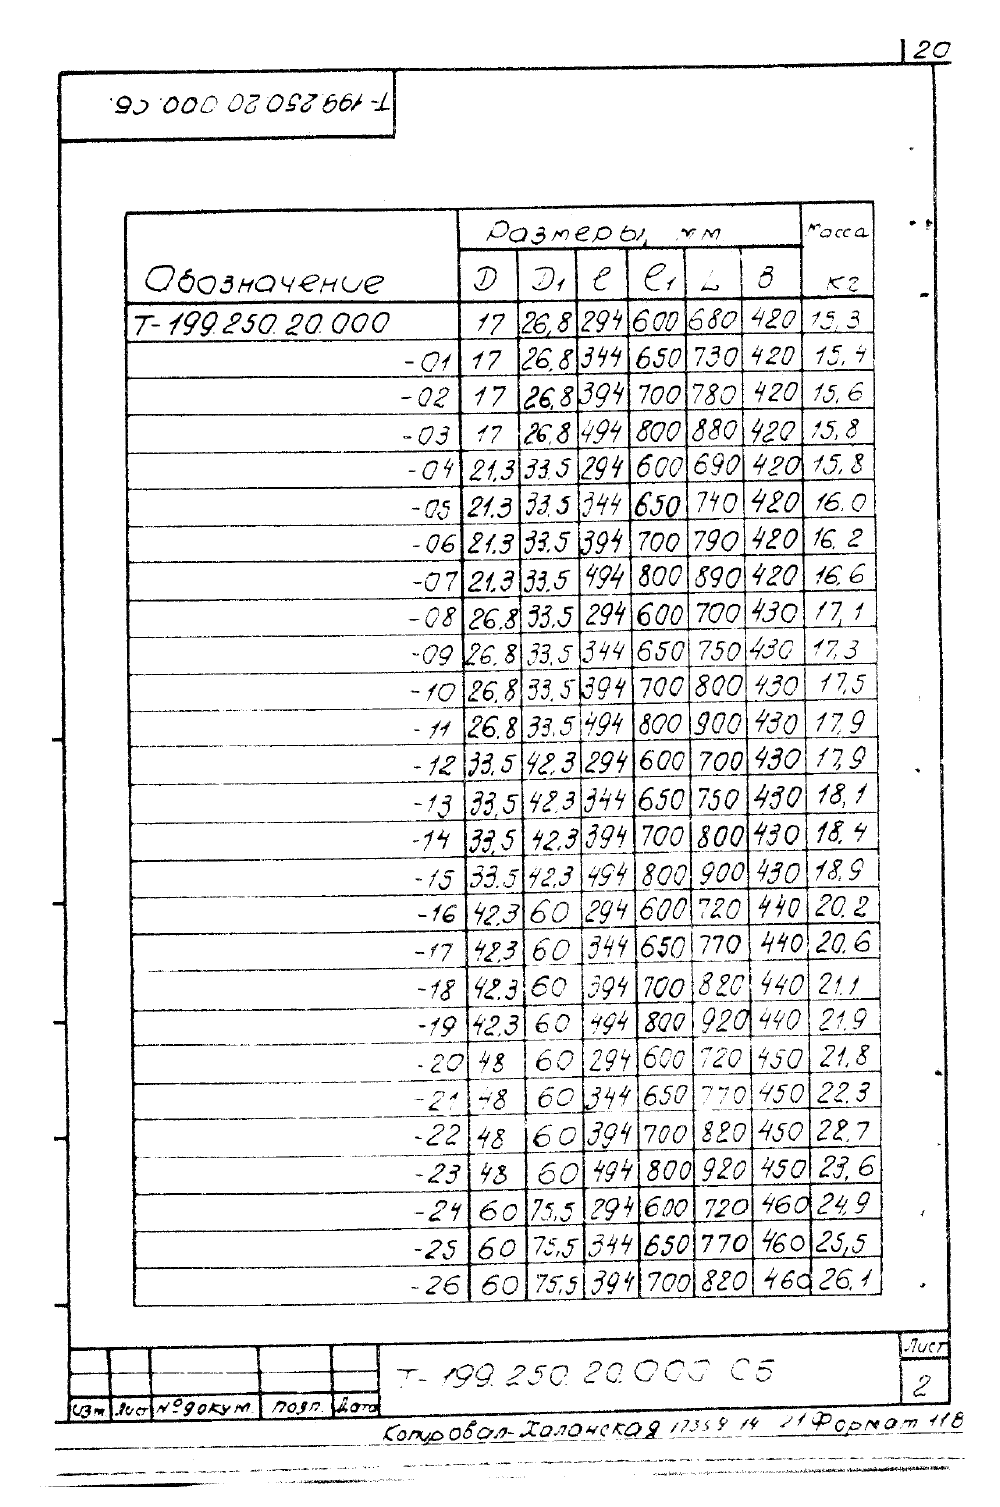 20
Т-199.250.20.000.СБ.
Обозначение Размеры, мм Масса
D D1 ℓ ℓ1 L B кг
Т-199.250.20.000 17 26,8 294 600 680 420 15,3
-01 17 26,8 344 650 730 420 15,4
-02 17 26,8 394 700 780 420 15,6
-03 17 26,8 494 800 880 420 15,8
-04 21,3 33,5 294 600 690 420 15,8
-05 21.3 33.5 344 650 740 420 16.0
-06 21.3 33.5 394 700 790 420 16.2
-07 21.3 33.5 494 800 890 420 16.6
-08 26.8 33.5 294 600 700 430 17,1
-09 26,8 33,5 344 650 750 430 17,3
-10 26,8 33,5 394 700 800 430 17,5
-11 26.8 33.5 494 800 900 430 17,9
-12 33,5 42,3 294 600 700 430 17,9
-13 33,5 42.3 344 650 750 430 18,1
-14 33,5 42.3 394 700 800 430 18,4
-15 33.5 42,3 494 800 900 430 18,9
-16 42,3 60 294 600 720 440 20.2
-17 42,3 60 344 650 770 440 20.6
-18 42.3 60 394 700 820 440 21.1
-19 42.3 60 494 800 920 440 21.9
-20 48 60 294 600 720 450 21,8
-21 48 60 344 650 770 450 22.3
-22 48 60 394 700 820 450 22.7
-23 48 60 494 800 920 450 23,6
-24 60 75,5 294 600 720 460 24,9
-25 60 75,5 344 650 770 460 25,5
-26 60 75,5 394 700 820 460 26,1
Т-199.250.20.000 СБ
Лист
2
Изм Лист № докум. Подп. Дата
Копировал- Формат 11В